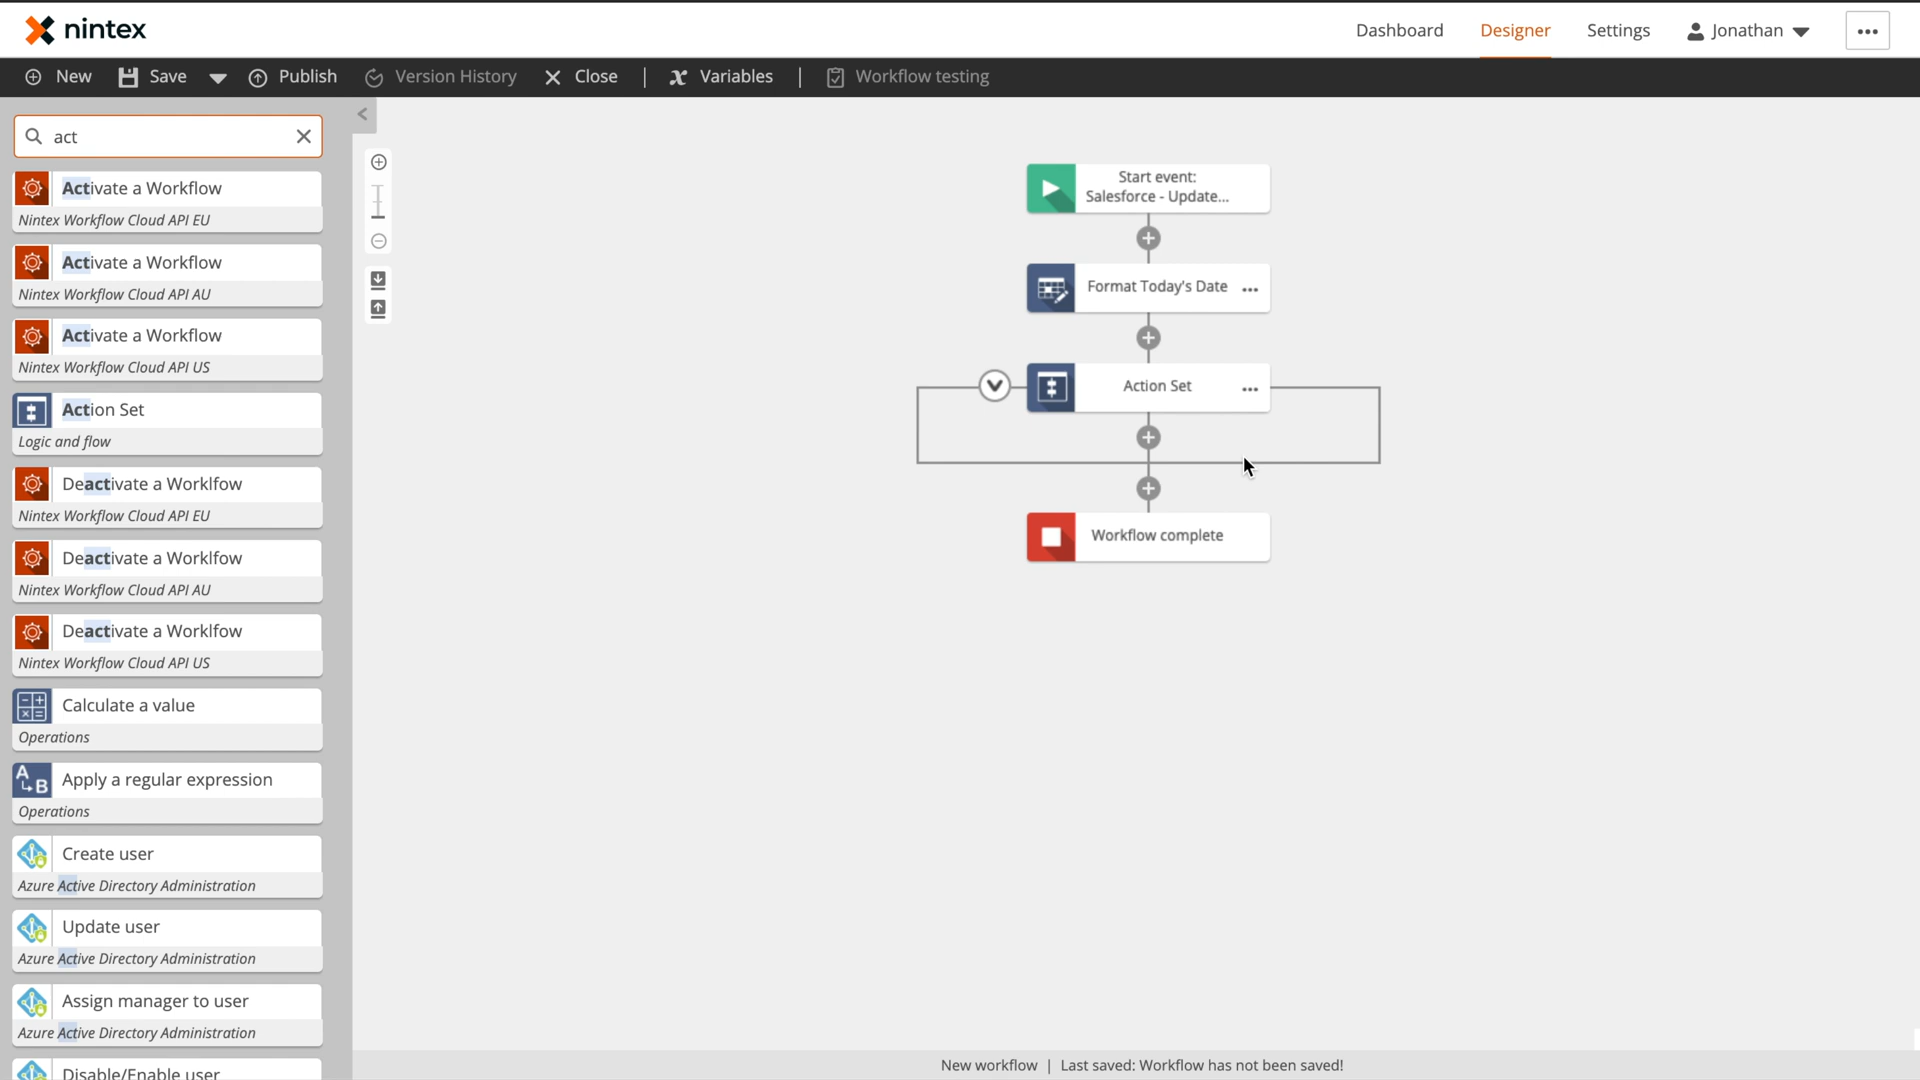 nintex
Dashboard
Designer
Settings
Jonathan
New
Save
Publish
Version History
Close
Variables
Workflow testing
act
Activate a Workflow
Nintex Workflow Cloud API EU
Activate a Workflow
Nintex Workflow Cloud API AU
Activate a Workflow
Nintex Workflow Cloud API US
Action Set
Logic and flow
Deactivate a Worklfow
Nintex Workflow Cloud API EU
Deactivate a Worklfow
Nintex Workflow Cloud API AU
Deactivate a Worklfow
Nintex Workflow Cloud API US
Calculate a value
Operations
Apply a regular expression
Operations
Create user
Azure Active Directory Administration
Update user
Azure Active Directory Administration
Assign manager to user
Azure Active Directory Administration
Disable/Enable user
Start event:
Salesforce - Update...
Format Today's Date
Action Set
Workflow complete
New workflow | Last saved: Workflow has not been saved!